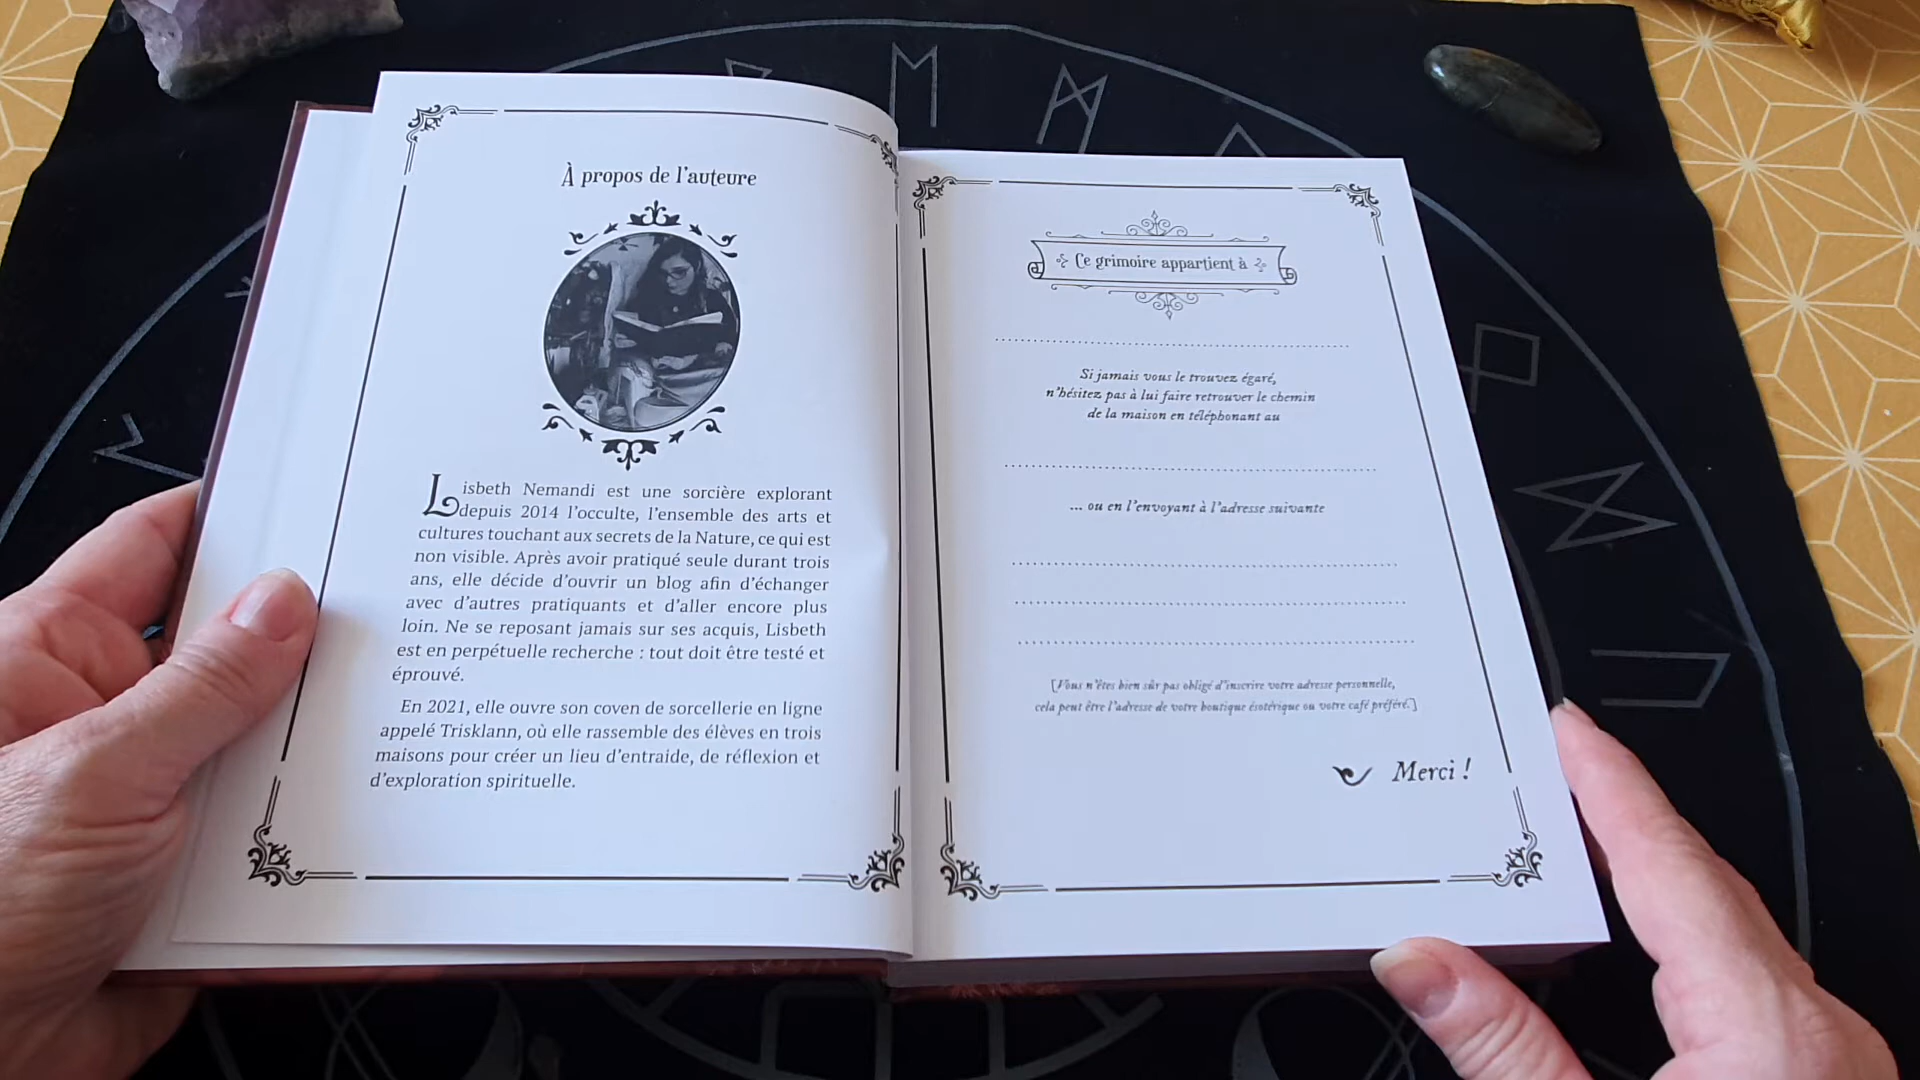 À propos de l'auteure
Lisbeth Nemandi est une sorcière explorant
depuis 2014 l'occulte, l'ensemble des arts et
cultures touchant aux secrets de la Nature, ce qui est
non visible. Après avoir pratiqué seule durant trois
ans, elle décide d'ouvrir un blog afin d'échanger
avec d'autres pratiquants et d'aller encore plus
loin. Ne se reposant jamais sur ses acquis, Lisbeth
est en perpétuelle recherche : tout doit être testé et
éprouvé.
En 2021, elle ouvre son coven de sorcellerie en ligne
appelé Trisklann, où elle rassemble des élèves en trois
maisons pour créer un lieu d'entraide, de réflexion et
d'exploration spirituelle.
Ce grimoire appartient à
Si jamais vous le trouvez égaré,
n'hésitez pas à lui faire retrouver le chemin
de la maison en téléphonant au
... ou en l'envoyant à l'adresse suivante
[Vous n'êtes bien sûr pas obligé d'inscrire votre adresse personnelle,
cela peut être l'adresse de votre boutique ésotérique ou votre café préféré.]
Merci !